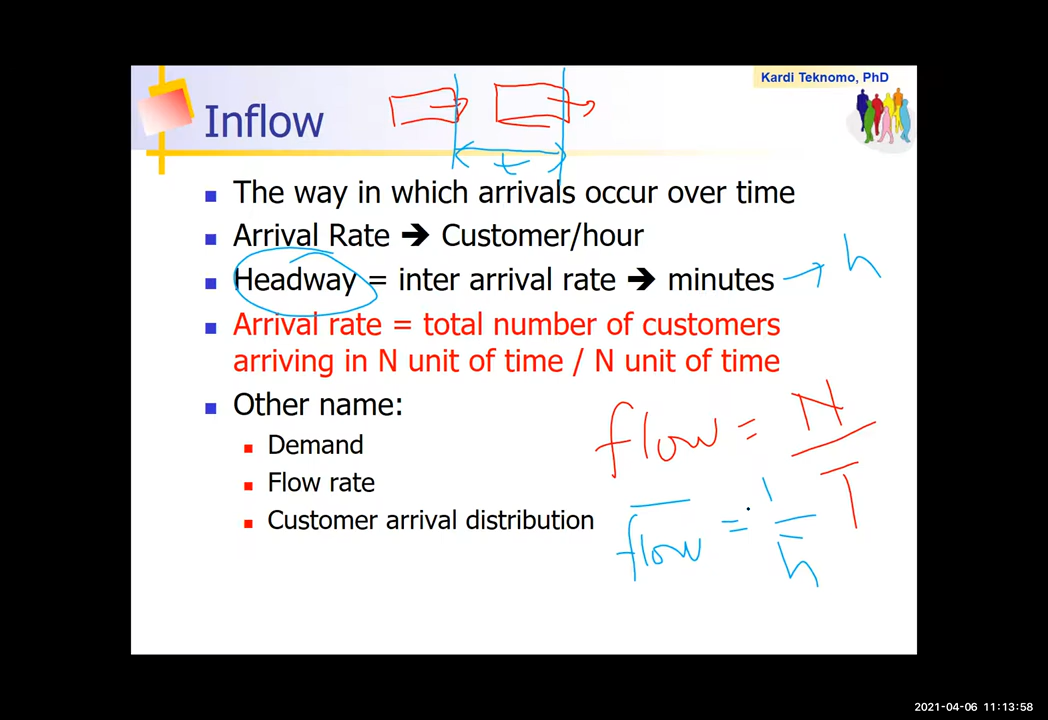 Kardi Teknomo, PhD
Inflow
t
The way in which arrivals occur over time
Arrival Rate ➔ Customer/hour
Headway = inter arrival rate ➔ minutes → h
Arrival rate = total number of customers
arriving in N unit of time / N unit of time
Other name:
Demand
Flow rate
Customer arrival distribution
flow = N/T
f̅l̅o̅w̅ = 1/h̅
2021-04-06 11:13:58